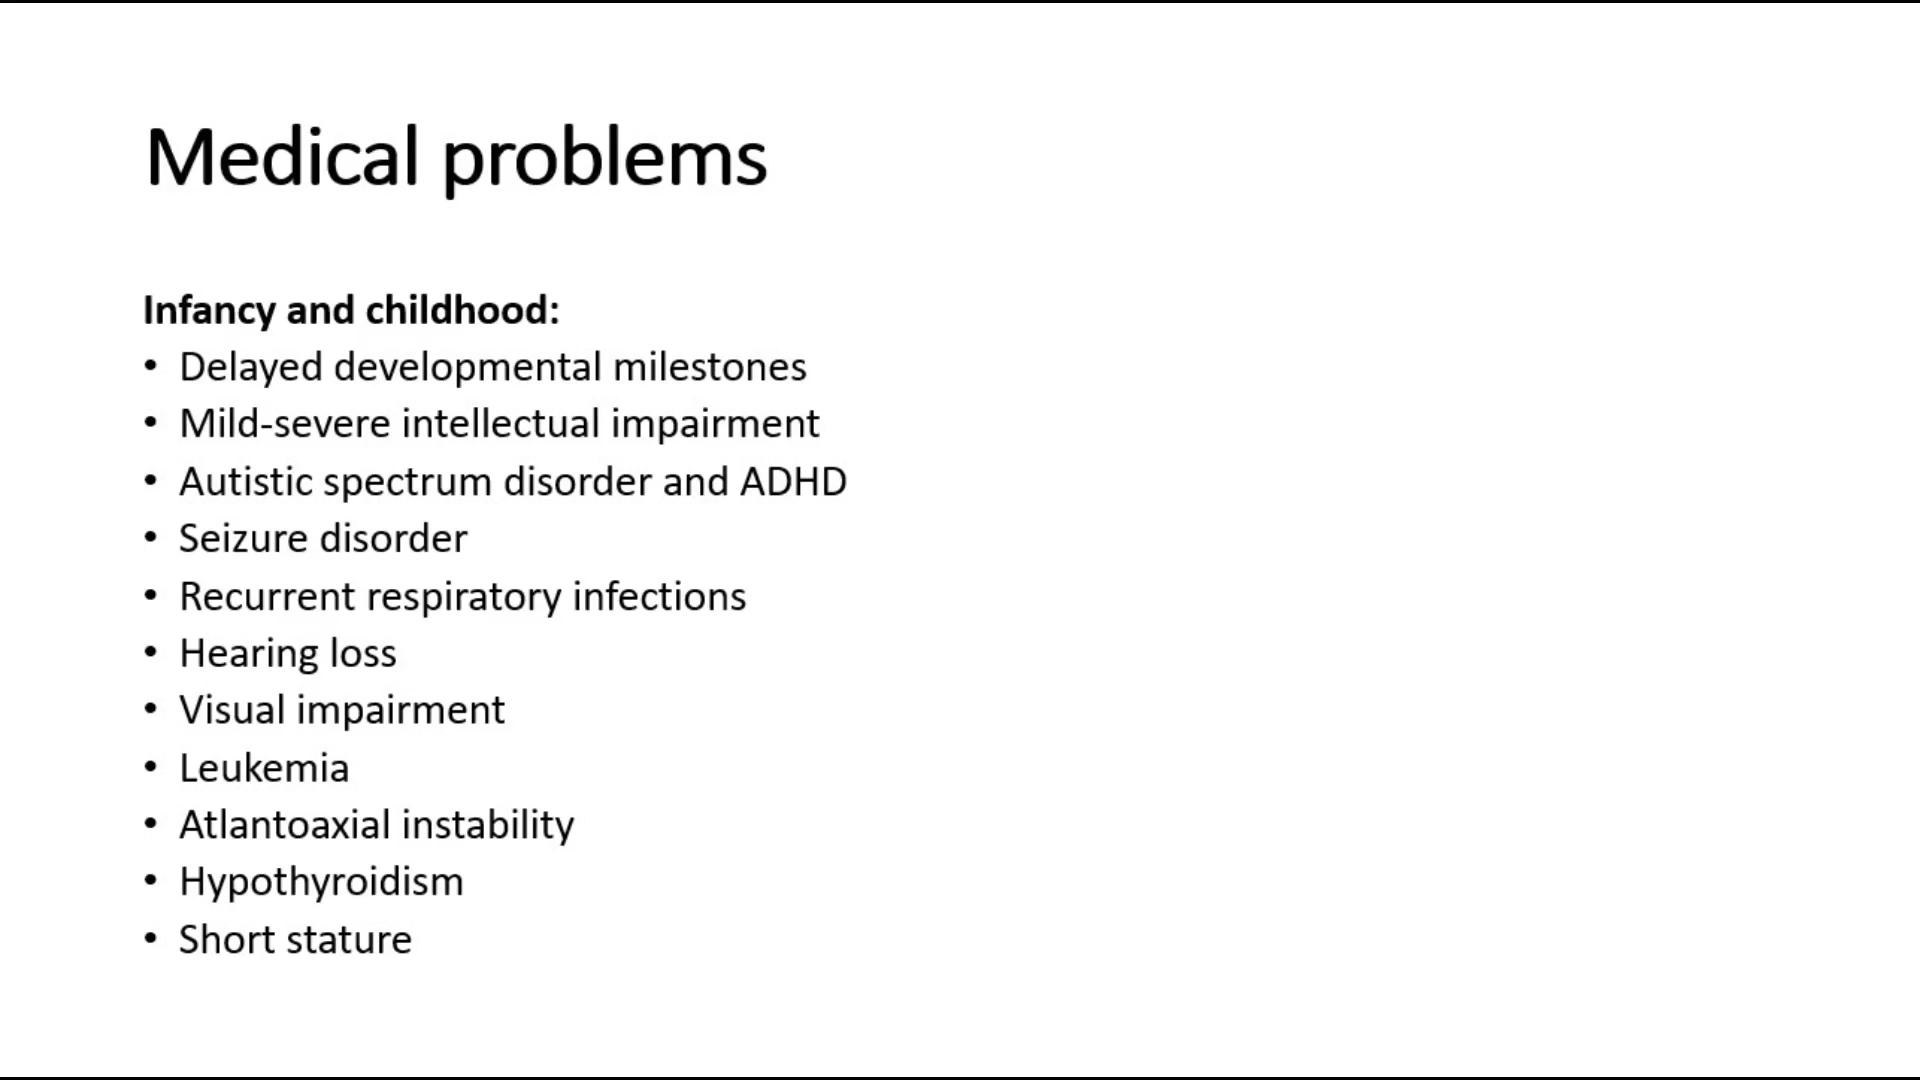 Medical problems
Infancy and childhood:
• Delayed developmental milestones
• Mild-severe intellectual impairment
• Autistic spectrum disorder and ADHD
• Seizure disorder
• Recurrent respiratory infections
• Hearing loss
• Visual impairment
• Leukemia
• Atlantoaxial instability
• Hypothyroidism
• Short stature